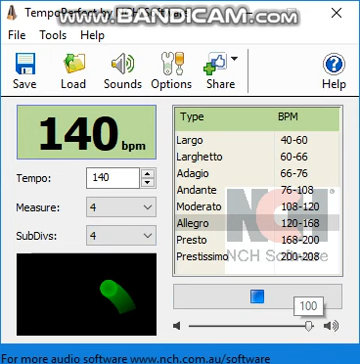 TempoPerfect by NCH Software
www.BANDICAM.com
File Tools Help
Save Load Sounds Options Share Help
140 bpm
Tempo: 140
Measure: 4
SubDivs: 4
Type BPM
Largo 40-60
Larghetto 60-66
Adagio 66-76
Andante 76-108
Moderato 108-120
Allegro 120-168
Presto 168-200
Prestissimo 200-208
NCH
NCH Software
100
For more audio software www.nch.com.au/software